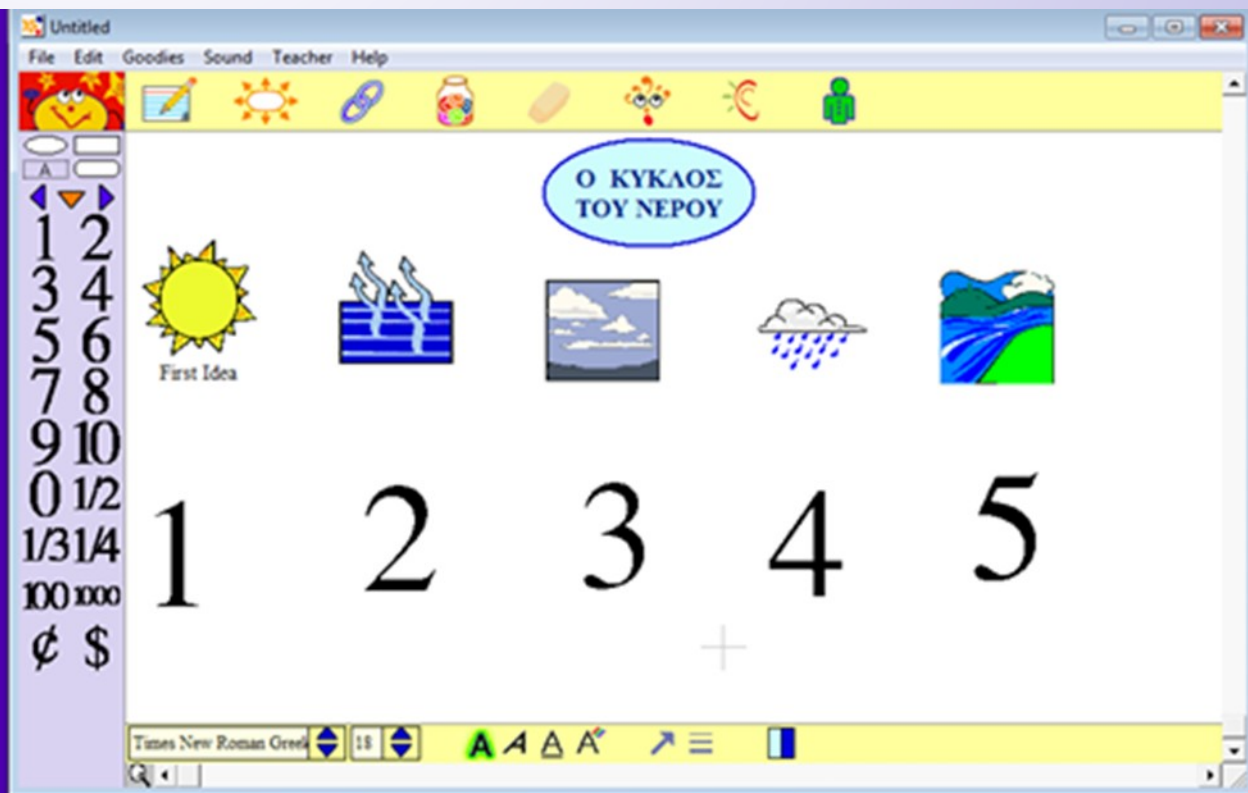 Untitled
File Edit Goodies Sound Teacher Help
A
Ο ΚΥΚΛΟΣ
ΤΟΥ ΝΕΡΟΥ
First Idea
1 2
3 4
5 6
7 8
9 10
0 1/2
1/3 1/4
100 1000
¢ $
1 2 3 4 5
Times New Roman Greek 18 A A A A